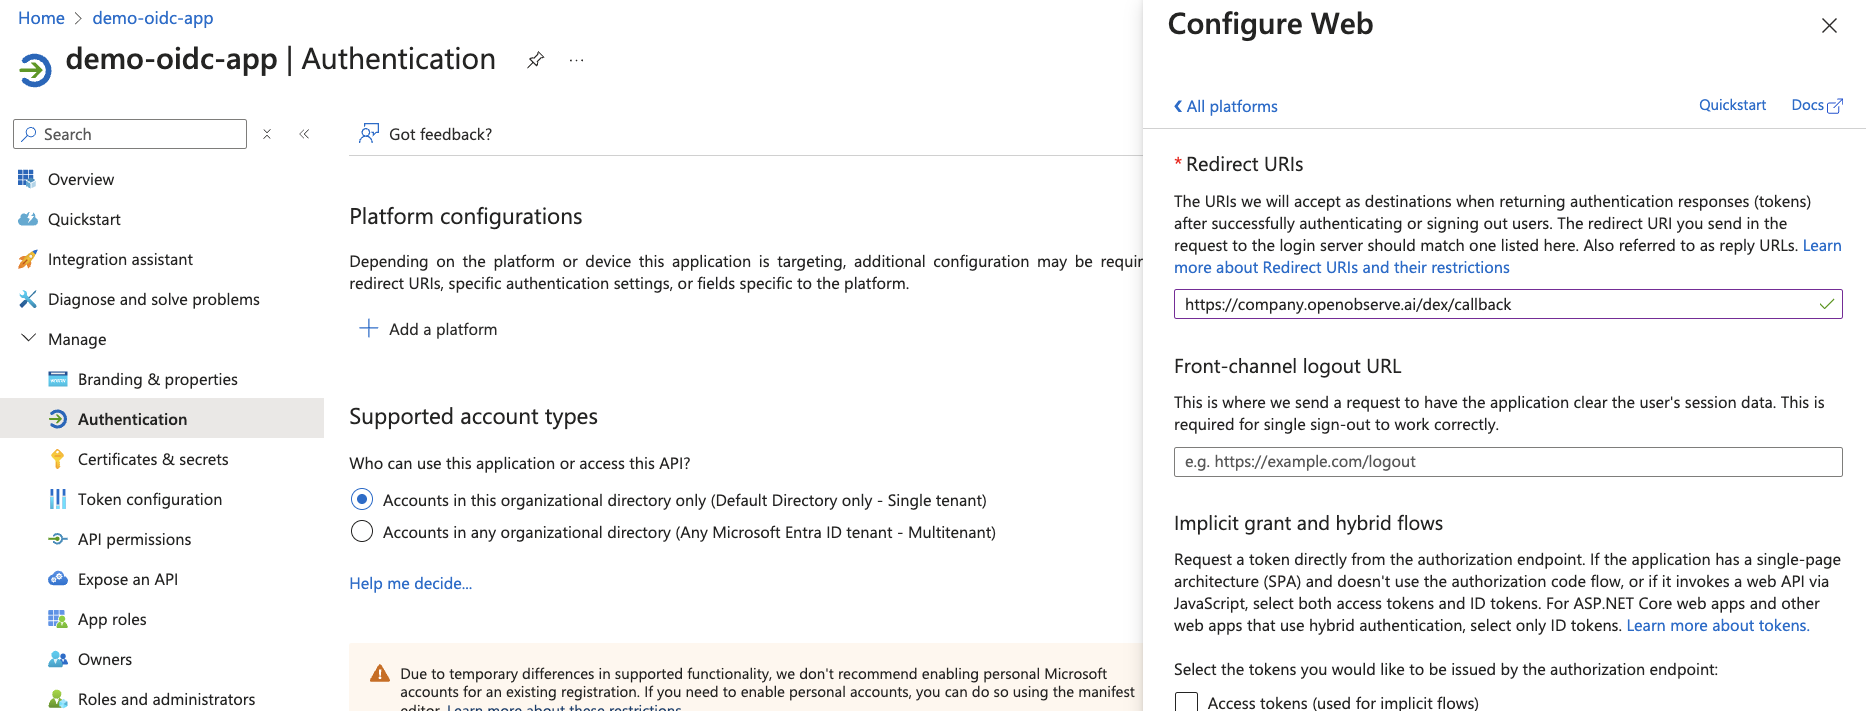 Home > demo-oidc-app
demo-oidc-app | Authentication
Search
Overview
Quickstart
Integration assistant
Diagnose and solve problems
Manage
Branding & properties
Authentication
Certificates & secrets
Token configuration
API permissions
Expose an API
App roles
Owners
Roles and administrators
Got feedback?
Platform configurations
Depending on the platform or device this application is targeting, additional configuration may be requir
redirect URIs, specific authentication settings, or fields specific to the platform.
Add a platform
Supported account types
Who can use this application or access this API?
Accounts in this organizational directory only (Default Directory only - Single tenant)
Accounts in any organizational directory (Any Microsoft Entra ID tenant - Multitenant)
Help me decide...
Due to temporary differences in supported functionality, we don't recommend enabling personal Microsoft
accounts for an existing registration. If you need to enable personal accounts, you can do so using the manifest
editor. Learn more about these restrictions.
Configure Web
All platforms
Quickstart
Docs
* Redirect URIs
The URIs we will accept as destinations when returning authentication responses (tokens)
after successfully authenticating or signing out users. The redirect URI you send in the
request to the login server should match one listed here. Also referred to as reply URLs. Learn
more about Redirect URIs and their restrictions
https://company.openobserve.ai/dex/callback
Front-channel logout URL
This is where we send a request to have the application clear the user's session data. This is
required for single sign-out to work correctly.
e.g. https://example.com/logout
Implicit grant and hybrid flows
Request a token directly from the authorization endpoint. If the application has a single-page
architecture (SPA) and doesn't use the authorization code flow, or if it invokes a web API via
JavaScript, select both access tokens and ID tokens. For ASP.NET Core web apps and other
web apps that use hybrid authentication, select only ID tokens. Learn more about tokens.
Select the tokens you would like to be issued by the authorization endpoint:
Access tokens (used for implicit flows)